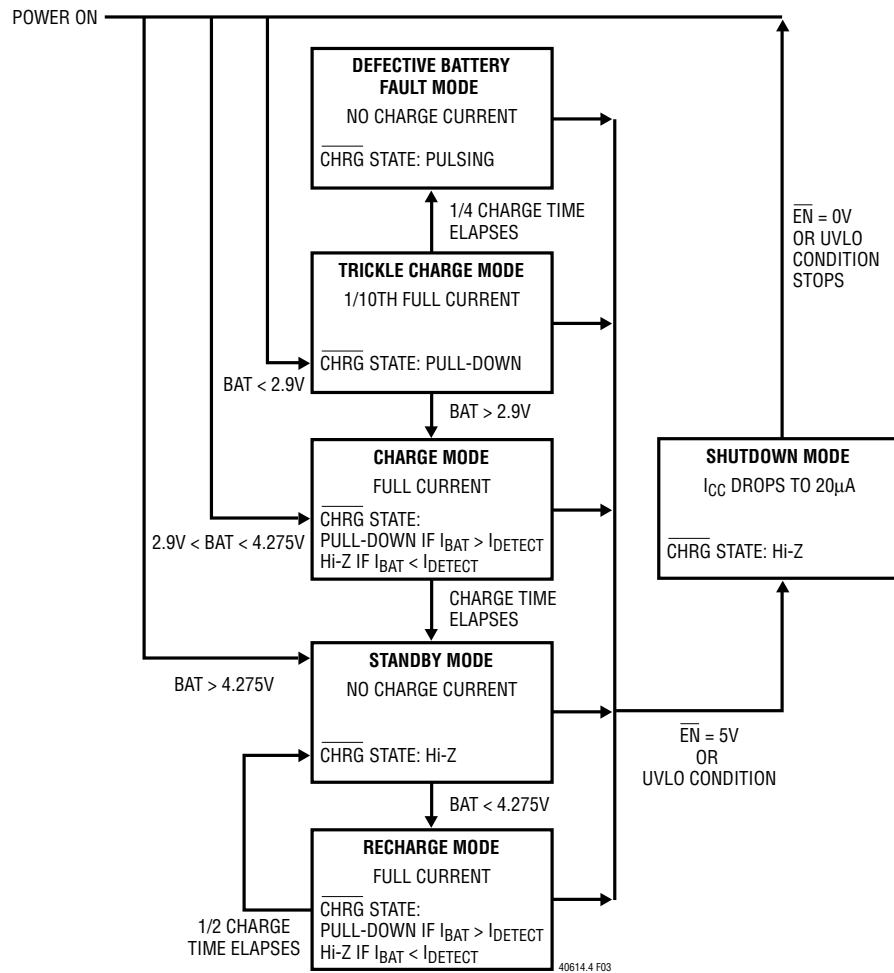 POWER ON
DEFECTIVE BATTERY
FAULT MODE
NO CHARGE CURRENT
CHRG STATE: PULSING
1/4 CHARGE TIME
ELAPSES
EN = 0V
OR UVLO
CONDITION
STOPS
TRICKLE CHARGE MODE
1/10TH FULL CURRENT
CHRG STATE: PULL-DOWN
BAT < 2.9V
BAT > 2.9V
CHARGE MODE
FULL CURRENT
CHRG STATE:
PULL-DOWN IF IBAT > IDETECT
Hi-Z IF IBAT < IDETECT
2.9V < BAT < 4.275V
SHUTDOWN MODE
ICC DROPS TO 20μA
CHRG STATE: Hi-Z
CHARGE TIME
ELAPSES
STANDBY MODE
NO CHARGE CURRENT
CHRG STATE: Hi-Z
BAT > 4.275V
EN = 5V
OR
UVLO CONDITION
BAT < 4.275V
RECHARGE MODE
FULL CURRENT
CHRG STATE:
PULL-DOWN IF IBAT > IDETECT
Hi-Z IF IBAT < IDETECT
1/2 CHARGE
TIME ELAPSES
40614.4 F03